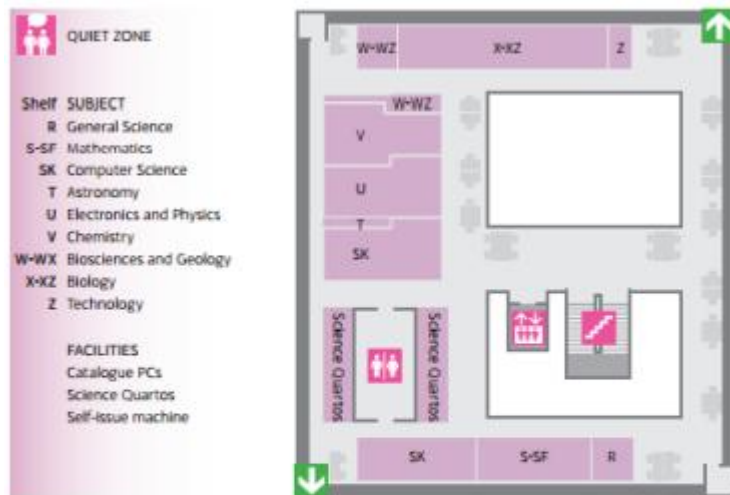 QUIET ZONE
Shelf SUBJECT
R General Science
S-SF Mathematics
SK Computer Science
T Astronomy
U Electronics and Physics
V Chemistry
W-WX Biosciences and Geology
X-XZ Biology
Z Technology
FACILITIES
Catalogue PCs
Science Quartos
Self-issue machine
W-WZ X-XZ Z
W-WZ
V
U
T
SK
Science Quartos
Science Quartos
SK S-SF R